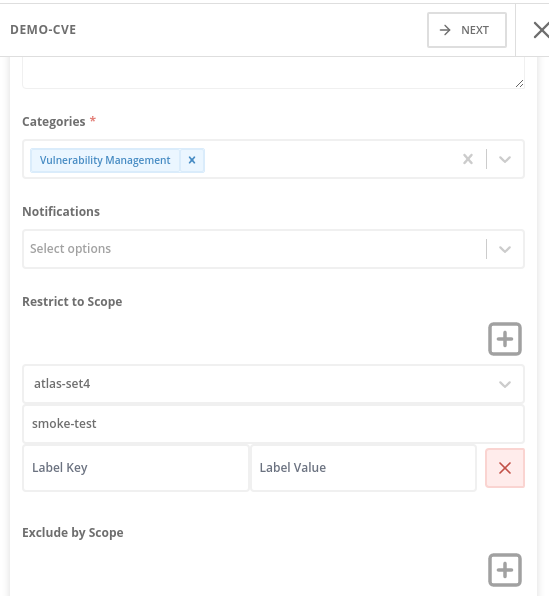 DEMO-CVE
NEXT
Categories *
Vulnerability Management
Notifications
Select options
Restrict to Scope
atlas-set4
smoke-test
Label Key Label Value
Exclude by Scope